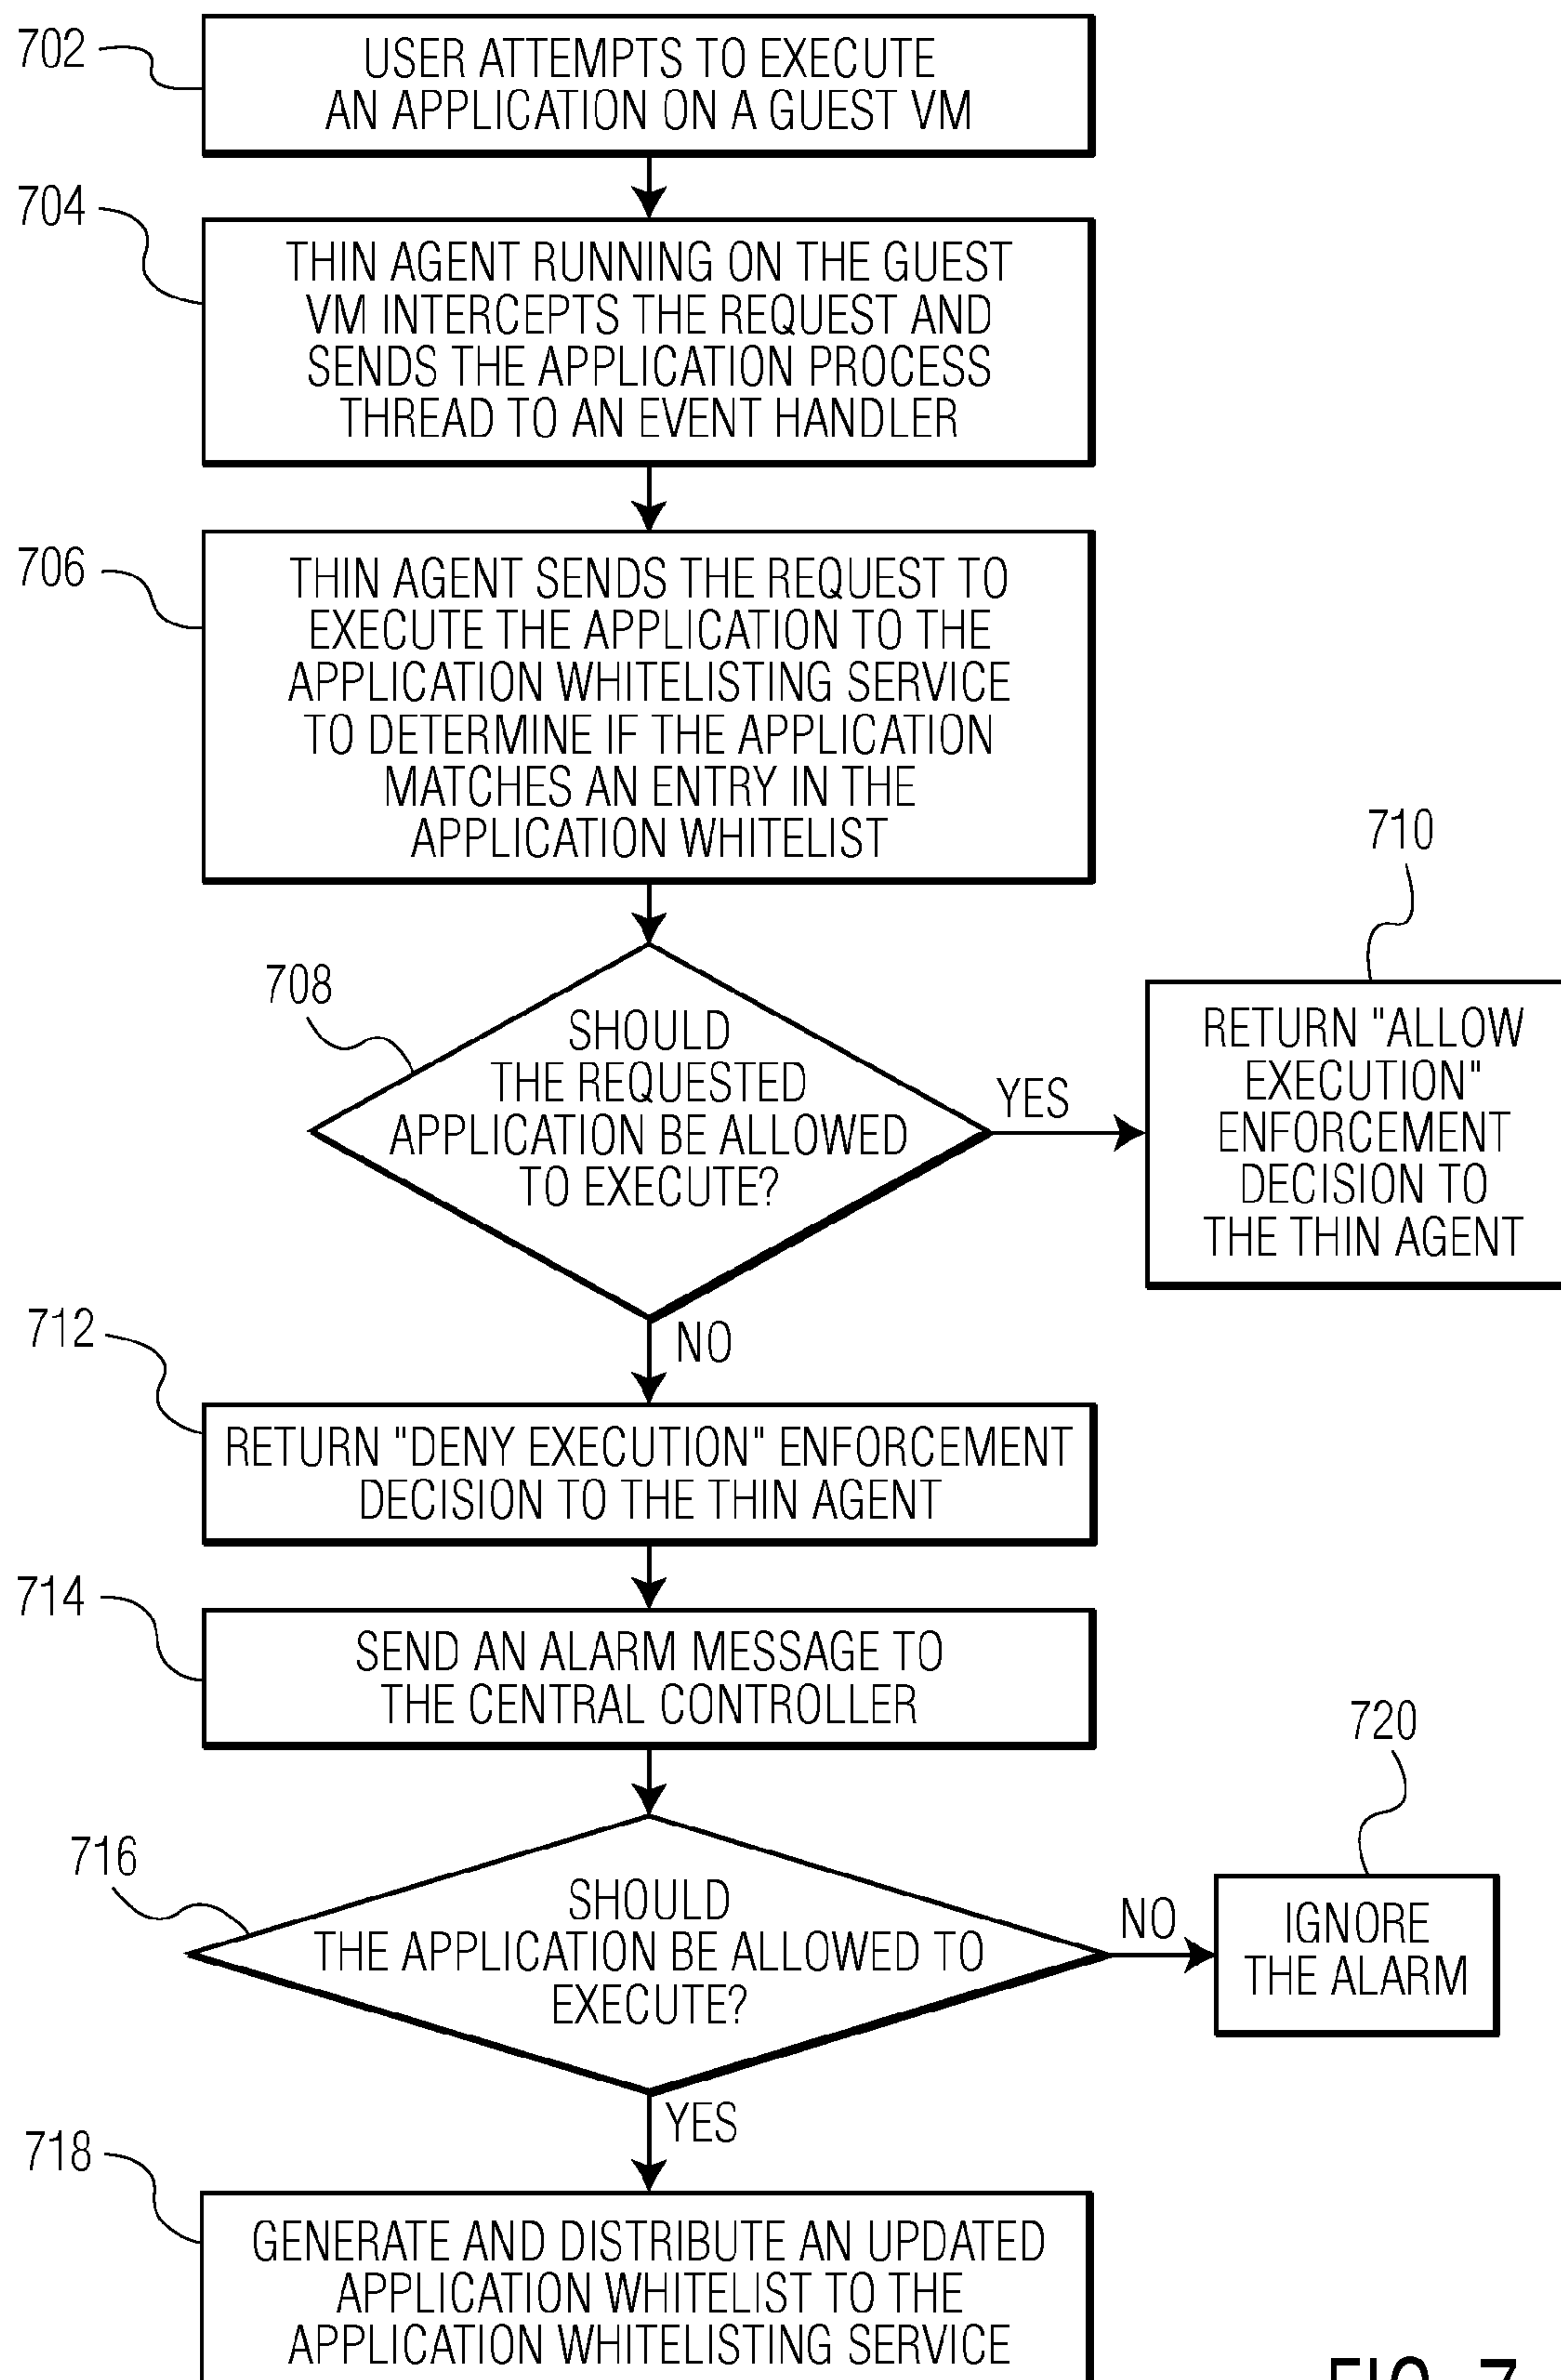 702
USER ATTEMPTS TO EXECUTE
AN APPLICATION ON A GUEST VM
704
THIN AGENT RUNNING ON THE GUEST
VM INTERCEPTS THE REQUEST AND
SENDS THE APPLICATION PROCESS
THREAD TO AN EVENT HANDLER
706
THIN AGENT SENDS THE REQUEST TO
EXECUTE THE APPLICATION TO THE
APPLICATION WHITELISTING SERVICE
TO DETERMINE IF THE APPLICATION
MATCHES AN ENTRY IN THE
APPLICATION WHITELIST
708
SHOULD
THE REQUESTED
APPLICATION BE ALLOWED
TO EXECUTE?
YES
710
RETURN "ALLOW
EXECUTION"
ENFORCEMENT
DECISION TO
THE THIN AGENT
NO
712
RETURN "DENY EXECUTION" ENFORCEMENT
DECISION TO THE THIN AGENT
714
SEND AN ALARM MESSAGE TO
THE CENTRAL CONTROLLER
716
SHOULD
THE APPLICATION BE ALLOWED TO
EXECUTE?
NO
720
IGNORE
THE ALARM
YES
718
GENERATE AND DISTRIBUTE AN UPDATED
APPLICATION WHITELIST TO THE
APPLICATION WHITELISTING SERVICE
FIG. 7